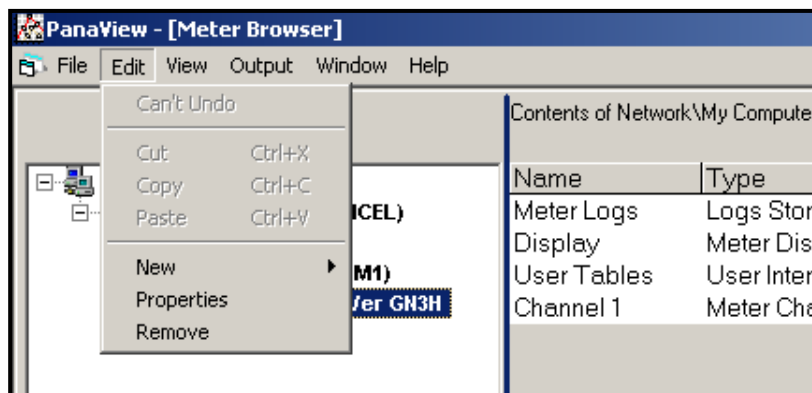 PanaView - [Meter Browser]
File Edit View Output Window Help
Can't Undo
Cut Ctrl+X
Copy Ctrl+C
Paste Ctrl+V
New
Properties
Remove
ICEL)
M1)
Ver GN3H
Contents of Network\My Compute
Name Type
Meter Logs Logs Stor
Display Meter Dis
User Tables User Inter
Channel 1 Meter Cha